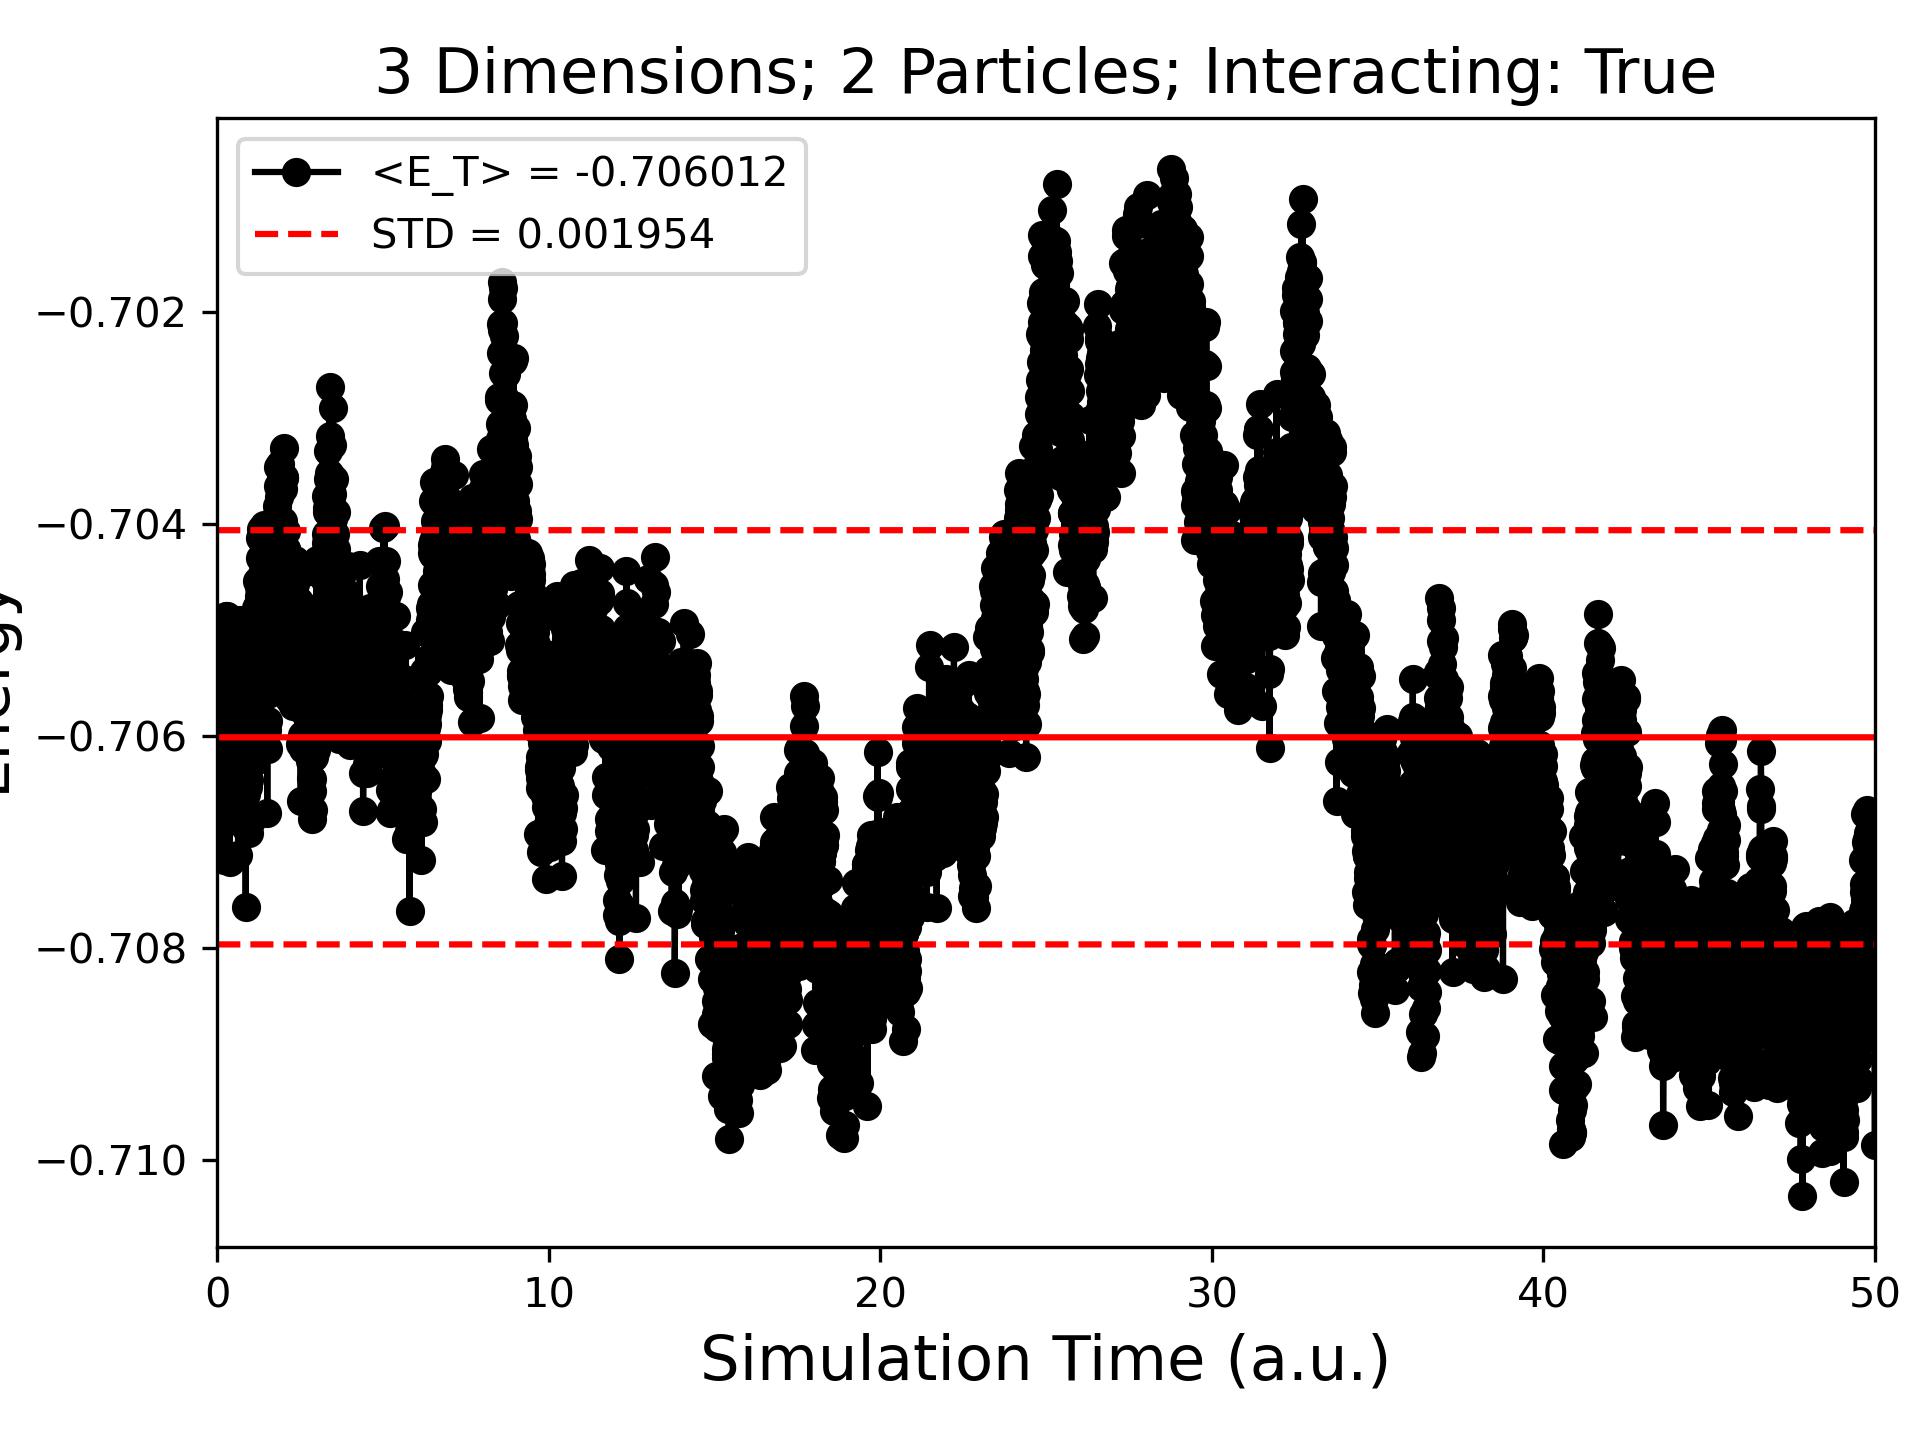 3 Dimensions; 2 Particles; Interacting: True
<E_T> = -0.706012
STD = 0.001954
−0.702
−0.704
−0.706
−0.708
−0.710
Energy
0 10 20 30 40 50
Simulation Time (a.u.)